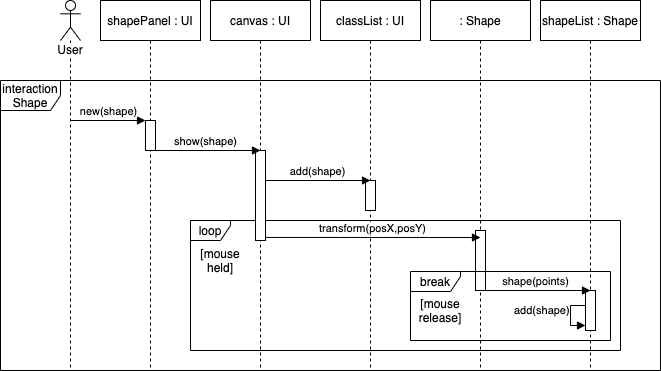 shapePanel : UI
canvas : UI
classList : UI
: Shape
shapeList : Shape
User
interaction
Shape
new(shape)
show(shape)
add(shape)
loop
transform(posX,posY)
[mouse
held]
break
shape(points)
[mouse
release]
add(shape)